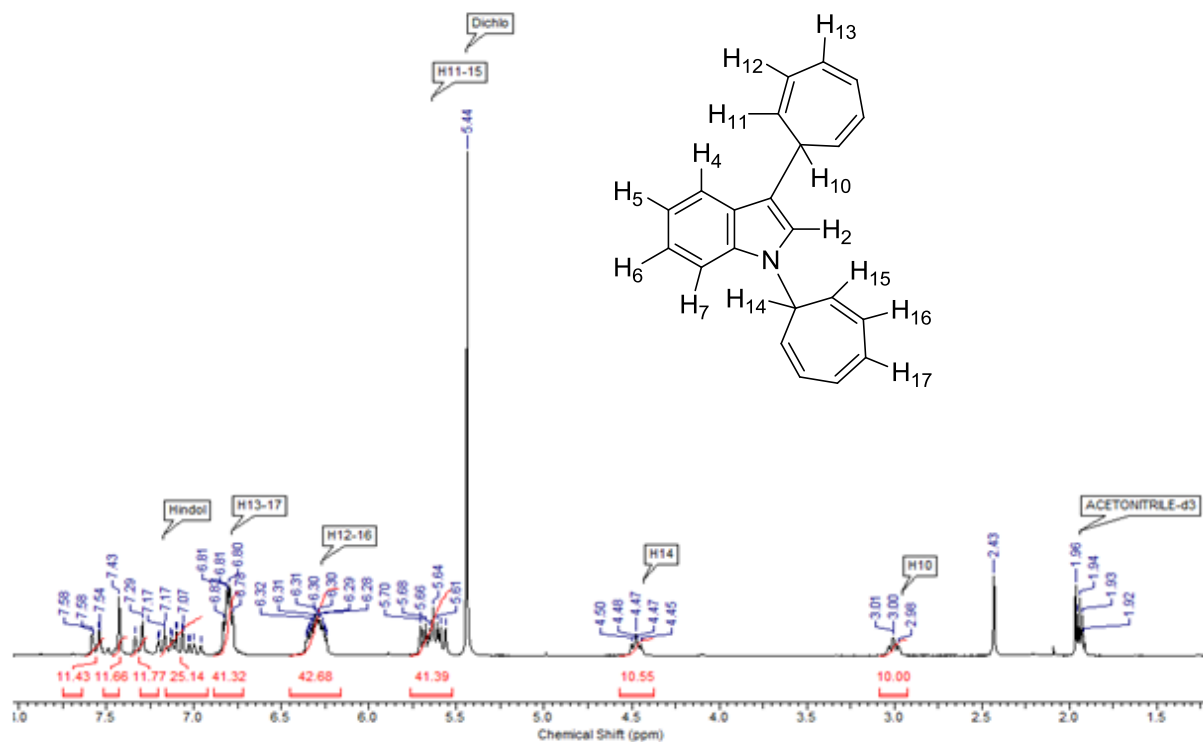 Dichlo
H11-15
5.44
H13
H12
H11
H10
H4
H5
H6
H7
H2
N
H14
H15
H16
H17
Hindol
H13-17
H12-16
H14
H10
ACETONITRILE-d3
7.58
7.58
7.54
7.43
7.29
7.17
7.17
7.07
6.81
6.81
6.80
6.78
6.32
6.31
6.31
6.30
6.30
6.29
6.28
5.70
5.68
5.66
5.64
5.61
4.50
4.48
4.47
4.47
4.45
3.01
3.00
2.98
2.43
1.96
1.94
1.93
1.92
11.43 11.66 11.77 25.14 41.32 42.68 41.39 10.55 10.00
7.5 7.0 6.5 6.0 5.5 5.0 4.5 4.0 3.5 3.0 2.5 2.0 1.5
Chemical Shift (ppm)